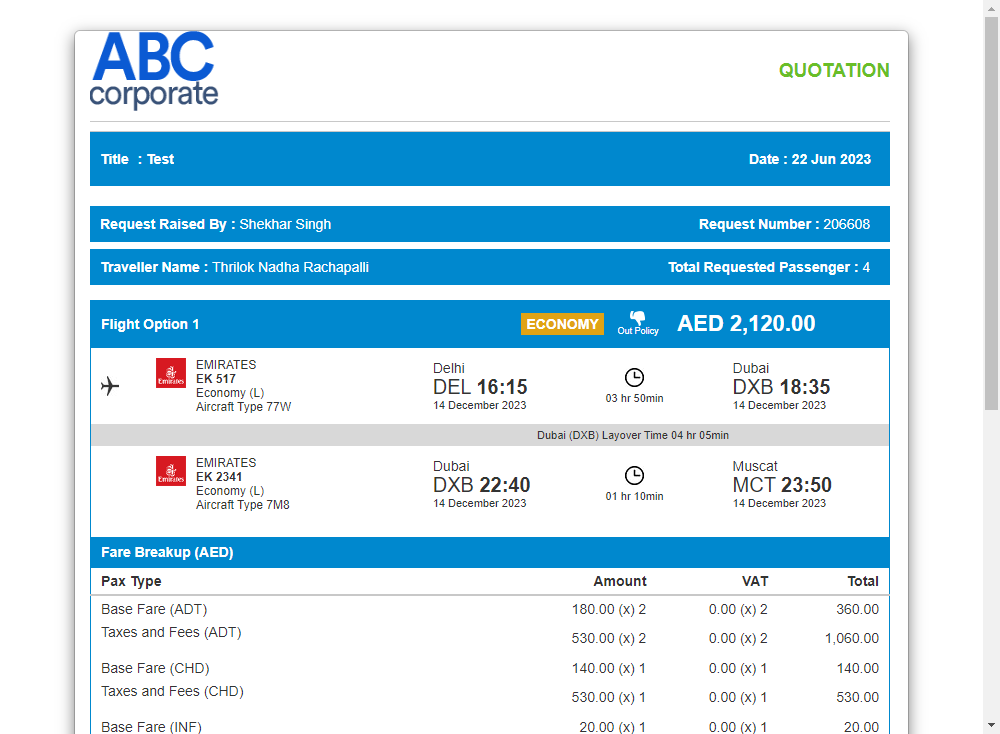 ABC
corporate
QUOTATION
Title : Test
Date : 22 Jun 2023
Request Raised By : Shekhar Singh
Request Number : 206608
Traveller Name : Thrilok Nadha Rachapalli
Total Requested Passenger : 4
Flight Option 1
ECONOMY
Out Policy
AED 2,120.00
Emirates
EMIRATES
EK 517
Economy (L)
Aircraft Type 77W
Delhi
DEL 16:15
14 December 2023
03 hr 50min
Dubai
DXB 18:35
14 December 2023
Dubai (DXB) Layover Time 04 hr 05min
Emirates
EMIRATES
EK 2341
Economy (L)
Aircraft Type 7M8
Dubai
DXB 22:40
14 December 2023
01 hr 10min
Muscat
MCT 23:50
14 December 2023
Fare Breakup (AED)
Pax Type Amount VAT Total
Base Fare (ADT) 180.00 (x) 2 0.00 (x) 2 360.00
Taxes and Fees (ADT) 530.00 (x) 2 0.00 (x) 2 1,060.00
Base Fare (CHD) 140.00 (x) 1 0.00 (x) 1 140.00
Taxes and Fees (CHD) 530.00 (x) 1 0.00 (x) 1 530.00
Base Fare (INF) 20.00 (x) 1 0.00 (x) 1 20.00